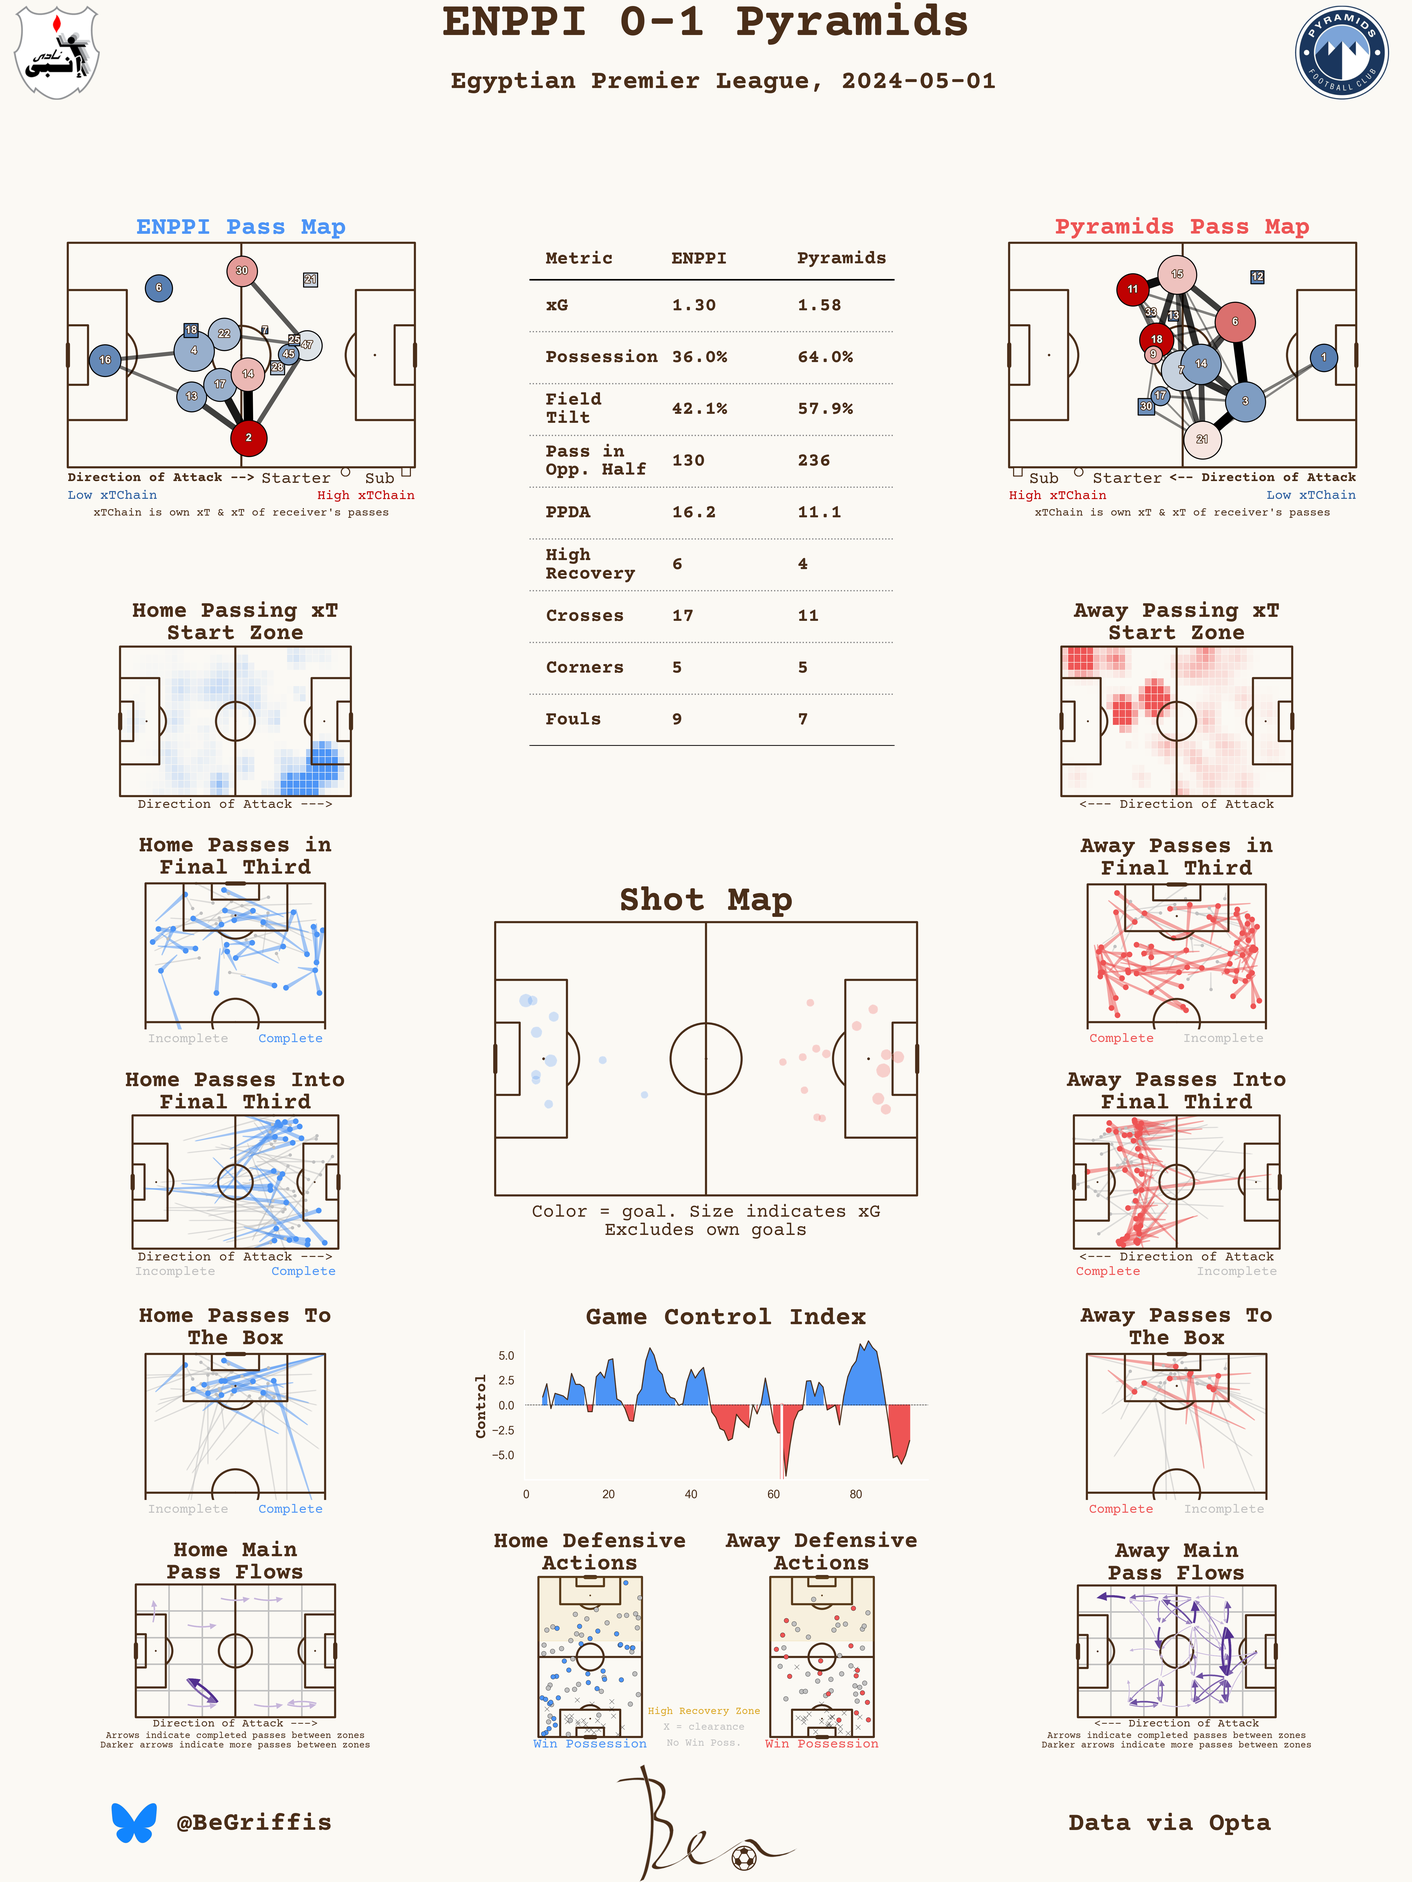 ENPPI 0-1 Pyramids
Egyptian Premier League, 2024-05-01
نادى
إنبى
PYRAMIDS
FOOTBALL CLUB
ENPPI Pass Map
30
21
6
18
22
7
25
47
4
45
16
28
14
17
13
2
Direction of Attack --> Starter Sub
Low xTChain High xTChain
xTChain is own xT & xT of receiver's passes
Metric ENPPI Pyramids
xG 1.30 1.58
Possession 36.0% 64.0%
Field
Tilt 42.1% 57.9%
Pass in
Opp. Half 130 236
PPDA 16.2 11.1
High
Recovery 6 4
Crosses 17 11
Corners 5 5
Fouls 9 7
Pyramids Pass Map
15
12
11
33
6
18
9
1
14
7
17
30
3
21
Sub Starter <-- Direction of Attack
High xTChain Low xTChain
xTChain is own xT & xT of receiver's passes
Home Passing xT
Start Zone
Direction of Attack --->
Away Passing xT
Start Zone
<--- Direction of Attack
Home Passes in
Final Third
Incomplete Complete
Away Passes in
Final Third
Complete Incomplete
Shot Map
Color = goal. Size indicates xG
Excludes own goals
Home Passes Into
Final Third
Direction of Attack --->
Incomplete Complete
Away Passes Into
Final Third
<--- Direction of Attack
Complete Incomplete
Home Passes To
The Box
Incomplete Complete
Game Control Index
Control
5.0
2.5
0.0
−2.5
−5.0
0 20 40 60 80
Away Passes To
The Box
Complete Incomplete
Home Main
Pass Flows
Direction of Attack --->
Arrows indicate completed passes between zones
Darker arrows indicate more passes between zones
Home Defensive
Actions
Win Possession
High Recovery Zone
X = clearance
No Win Poss.
Away Defensive
Actions
Win Possession
Away Main
Pass Flows
<--- Direction of Attack
Arrows indicate completed passes between zones
Darker arrows indicate more passes between zones
@BeGriffis
Ben
Data via Opta